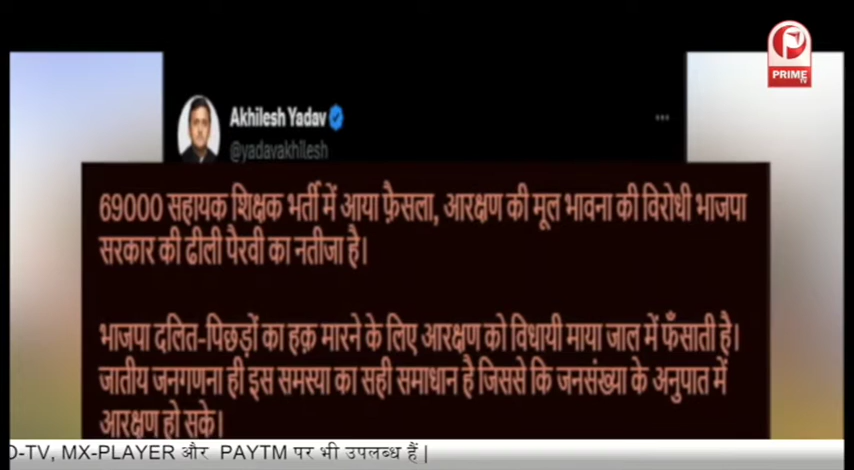 PRIME
TV
Akhilesh Yadav
@yadavakhilesh
69000 सहायक शिक्षक भर्ती में आया फ़ैसला, आरक्षण की मूल भावना की विरोधी भाजपा
सरकार की ढीली पैरवी का नतीजा है।
भाजपा दलित-पिछड़ों का हक़ मारने के लिए आरक्षण को विधायी माया जाल में फँसाती है।
जातीय जनगणना ही इस समस्या का सही समाधान है जिससे कि जनसंख्या के अनुपात में
आरक्षण हो सके।
-TV, MX-PLAYER और PAYTM पर भी उपलब्ध हैं |